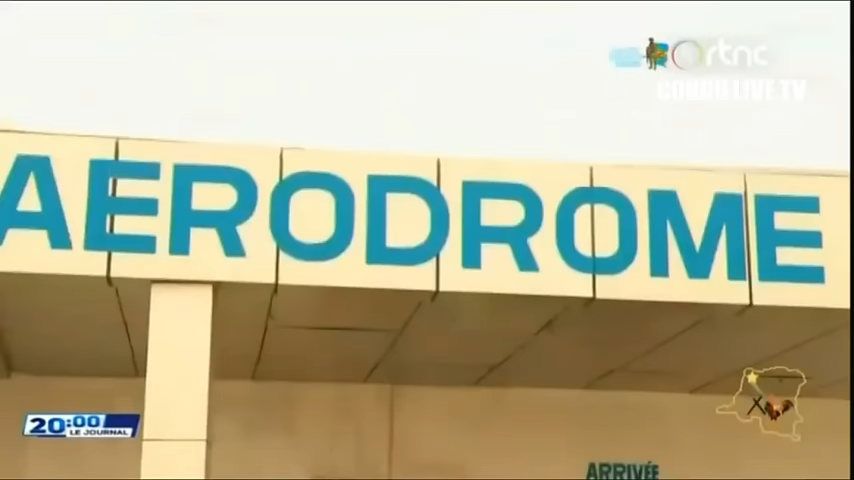 rtnc
CONGO LIVE.TV
AERODROME
20:00
LE JOURNAL
ARRIVÉE